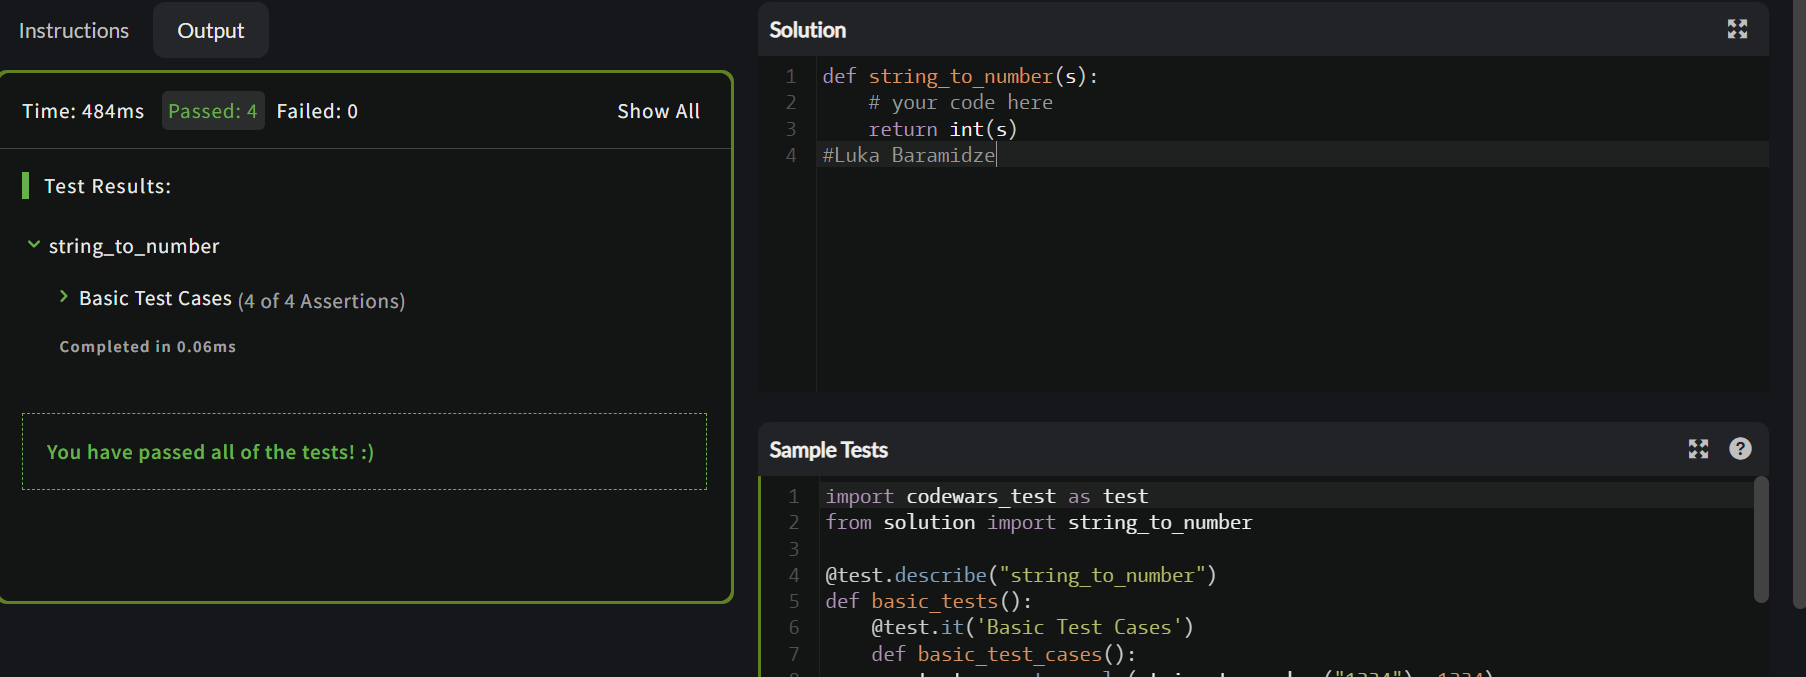 Instructions
Output
Time: 484ms Passed: 4 Failed: 0 Show All
Test Results:
string_to_number
Basic Test Cases (4 of 4 Assertions)
Completed in 0.06ms
You have passed all of the tests! :)
Solution
1 def string_to_number(s):
2     # your code here
3     return int(s)
4 #Luka Baramidze
Sample Tests
?
1 import codewars_test as test
2 from solution import string_to_number
3
4 @test.describe("string_to_number")
5 def basic_tests():
6     @test.it('Basic Test Cases')
7     def basic_test_cases():